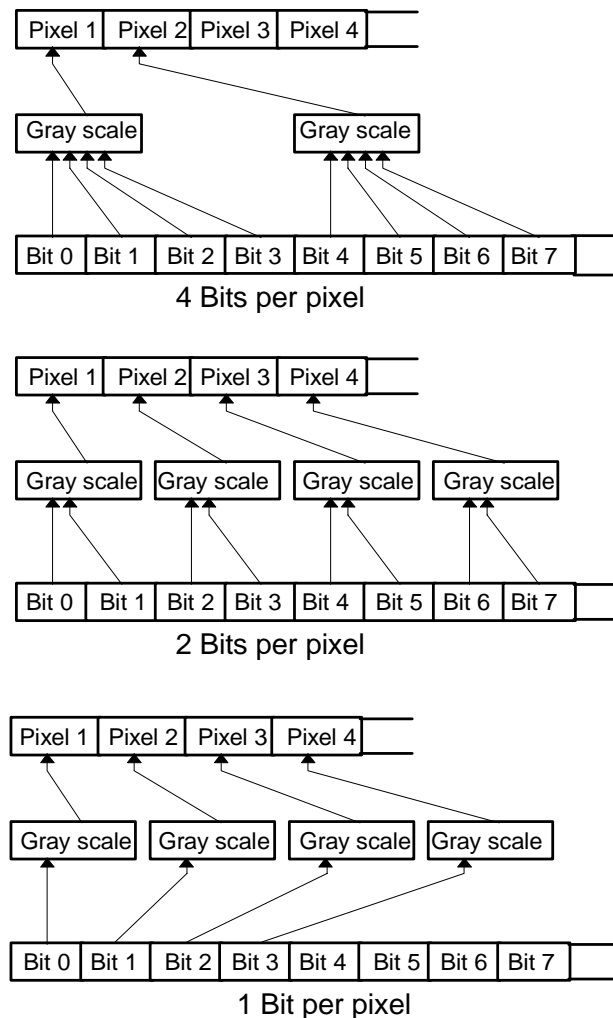 Pixel 1 Pixel 2 Pixel 3 Pixel 4
Gray scale Gray scale
Bit 0 Bit 1 Bit 2 Bit 3 Bit 4 Bit 5 Bit 6 Bit 7
4 Bits per pixel
Pixel 1 Pixel 2 Pixel 3 Pixel 4
Gray scale Gray scale Gray scale Gray scale
Bit 0 Bit 1 Bit 2 Bit 3 Bit 4 Bit 5 Bit 6 Bit 7
2 Bits per pixel
Pixel 1 Pixel 2 Pixel 3 Pixel 4
Gray scale Gray scale Gray scale Gray scale
Bit 0 Bit 1 Bit 2 Bit 3 Bit 4 Bit 5 Bit 6 Bit 7
1 Bit per pixel